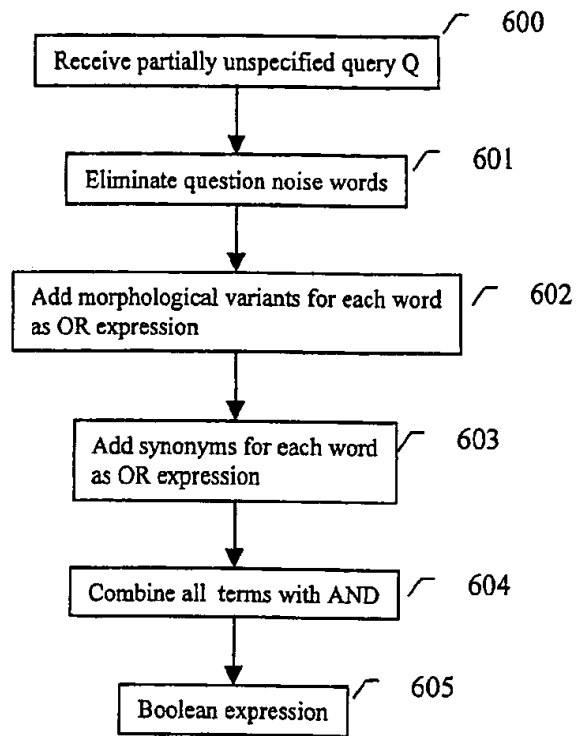 600
Receive partially unspecified query Q
601
Eliminate question noise words
602
Add morphological variants for each word
as OR expression
603
Add synonyms for each word
as OR expression
604
Combine all terms with AND
605
Boolean expression